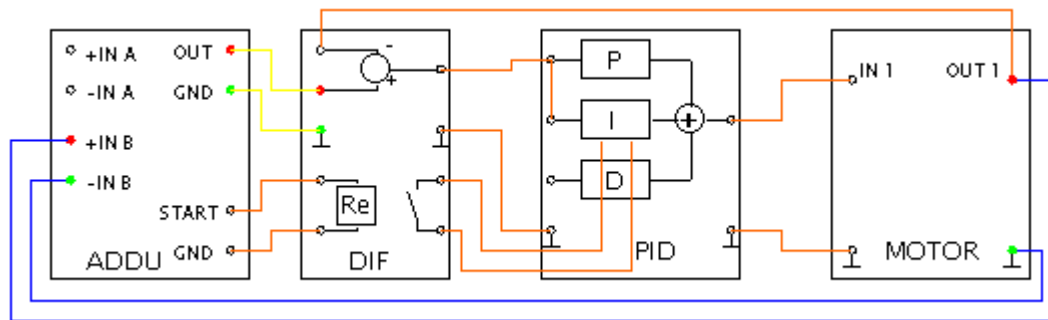 +IN A OUT
-IN A GND
+IN B
-IN B
START
GND
ADDU
-
+
Re
DIF
P
I
+
D
PID
IN 1 OUT 1
MOTOR